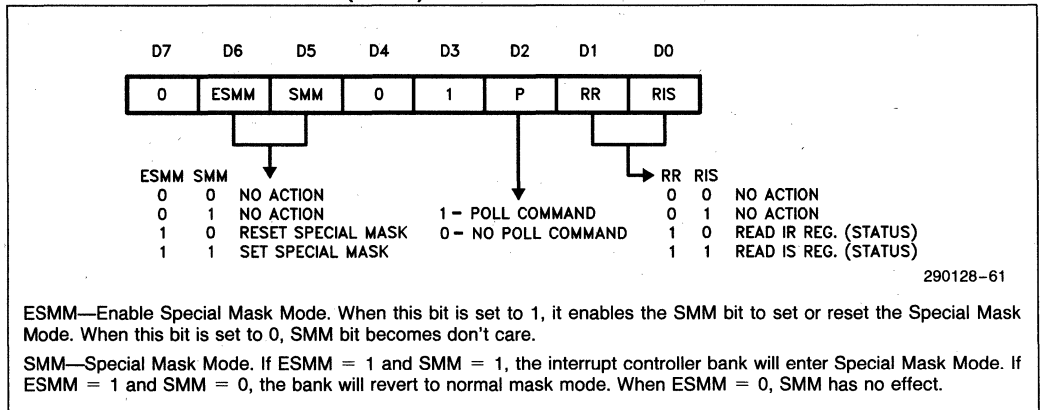 D7 D6 D5 D4 D3 D2 D1 D0
0 ESMM SMM 0 1 P RR RIS
ESMM SMM
0 0 NO ACTION
0 1 NO ACTION
1 0 RESET SPECIAL MASK
1 1 SET SPECIAL MASK
1 – POLL COMMAND
0 – NO POLL COMMAND
RR RIS
0 0 NO ACTION
0 1 NO ACTION
1 0 READ IR REG. (STATUS)
1 1 READ IS REG. (STATUS)
290128–61
ESMM—Enable Special Mask Mode. When this bit is set to 1, it enables the SMM bit to set or reset the Special Mask
Mode. When this bit is set to 0, SMM bit becomes don't care.
SMM—Special Mask Mode. If ESMM = 1 and SMM = 1, the interrupt controller bank will enter Special Mask Mode. If
ESMM = 1 and SMM = 0, the bank will revert to normal mask mode. When ESMM = 0, SMM has no effect.